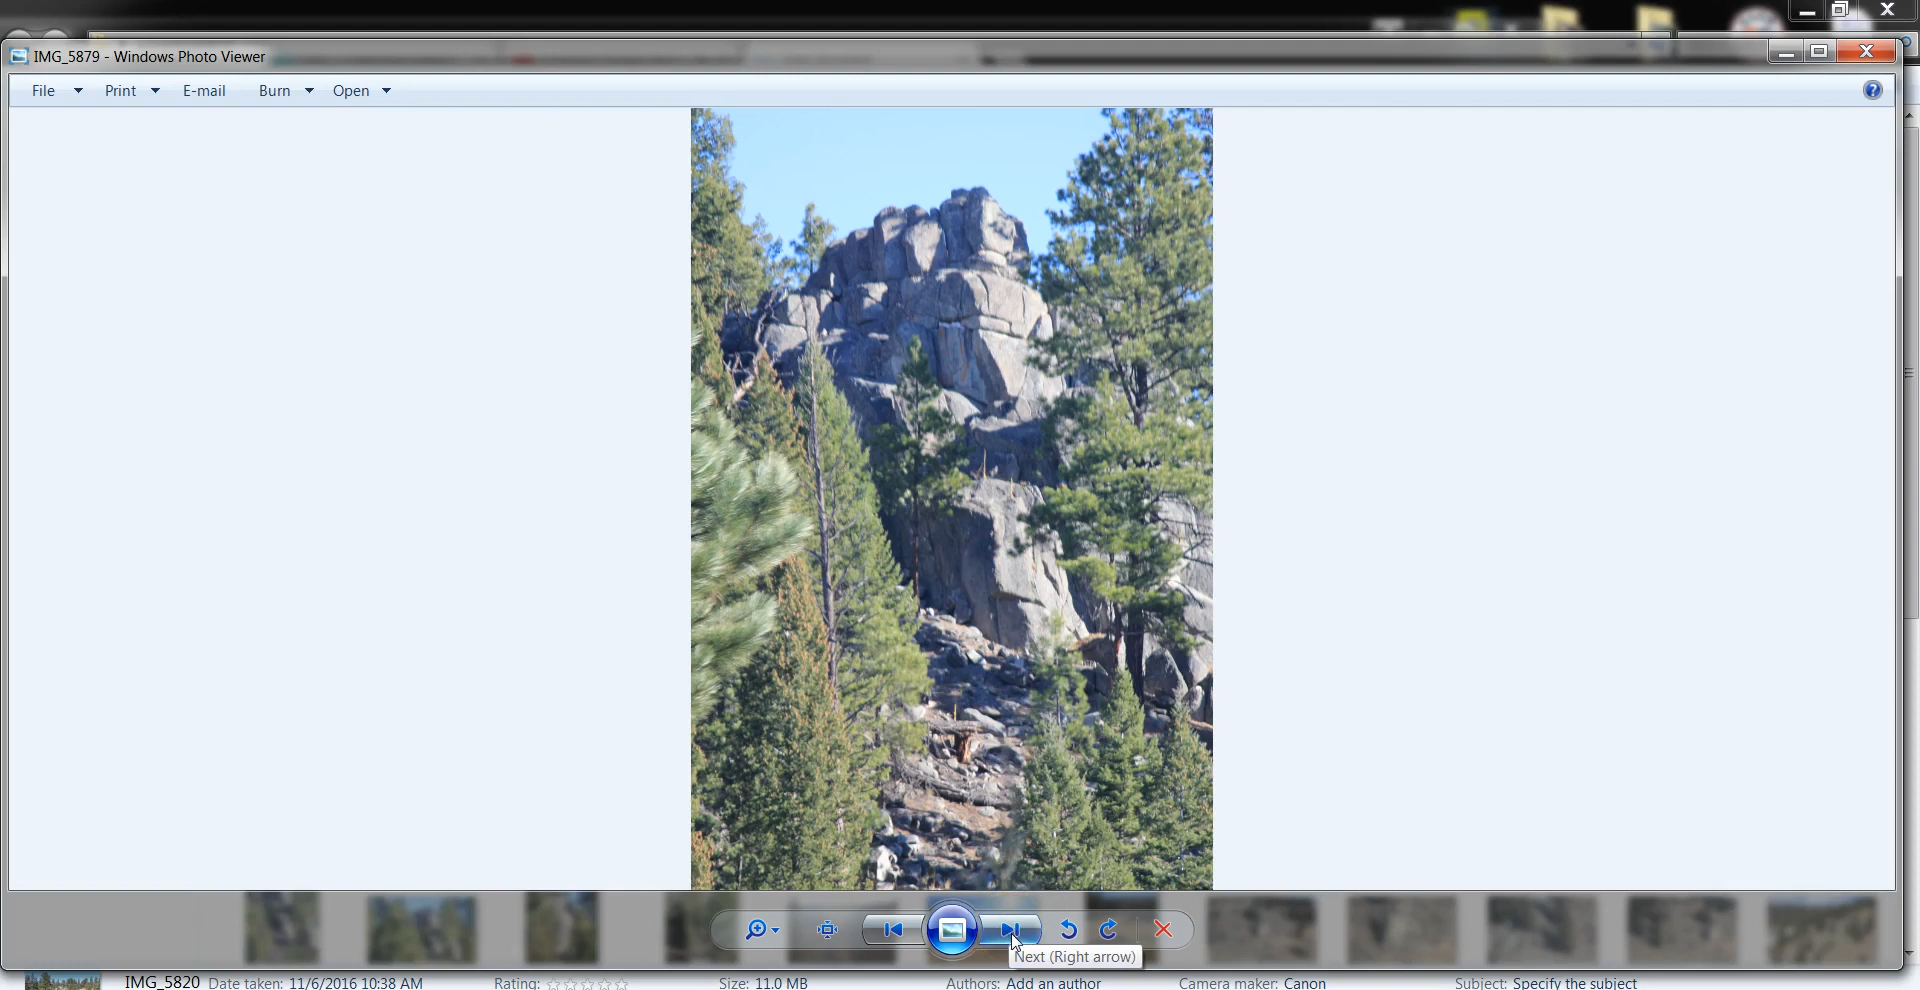 IMG_5879 - Windows Photo Viewer
File Print E-mail Burn Open
Next (Right arrow)
IMG_5820 Date taken: 11/6/2016 10:38 AM Rating: Size: 11.0 MB Authors: Add an author Camera maker: Canon Subject: Specify the subject